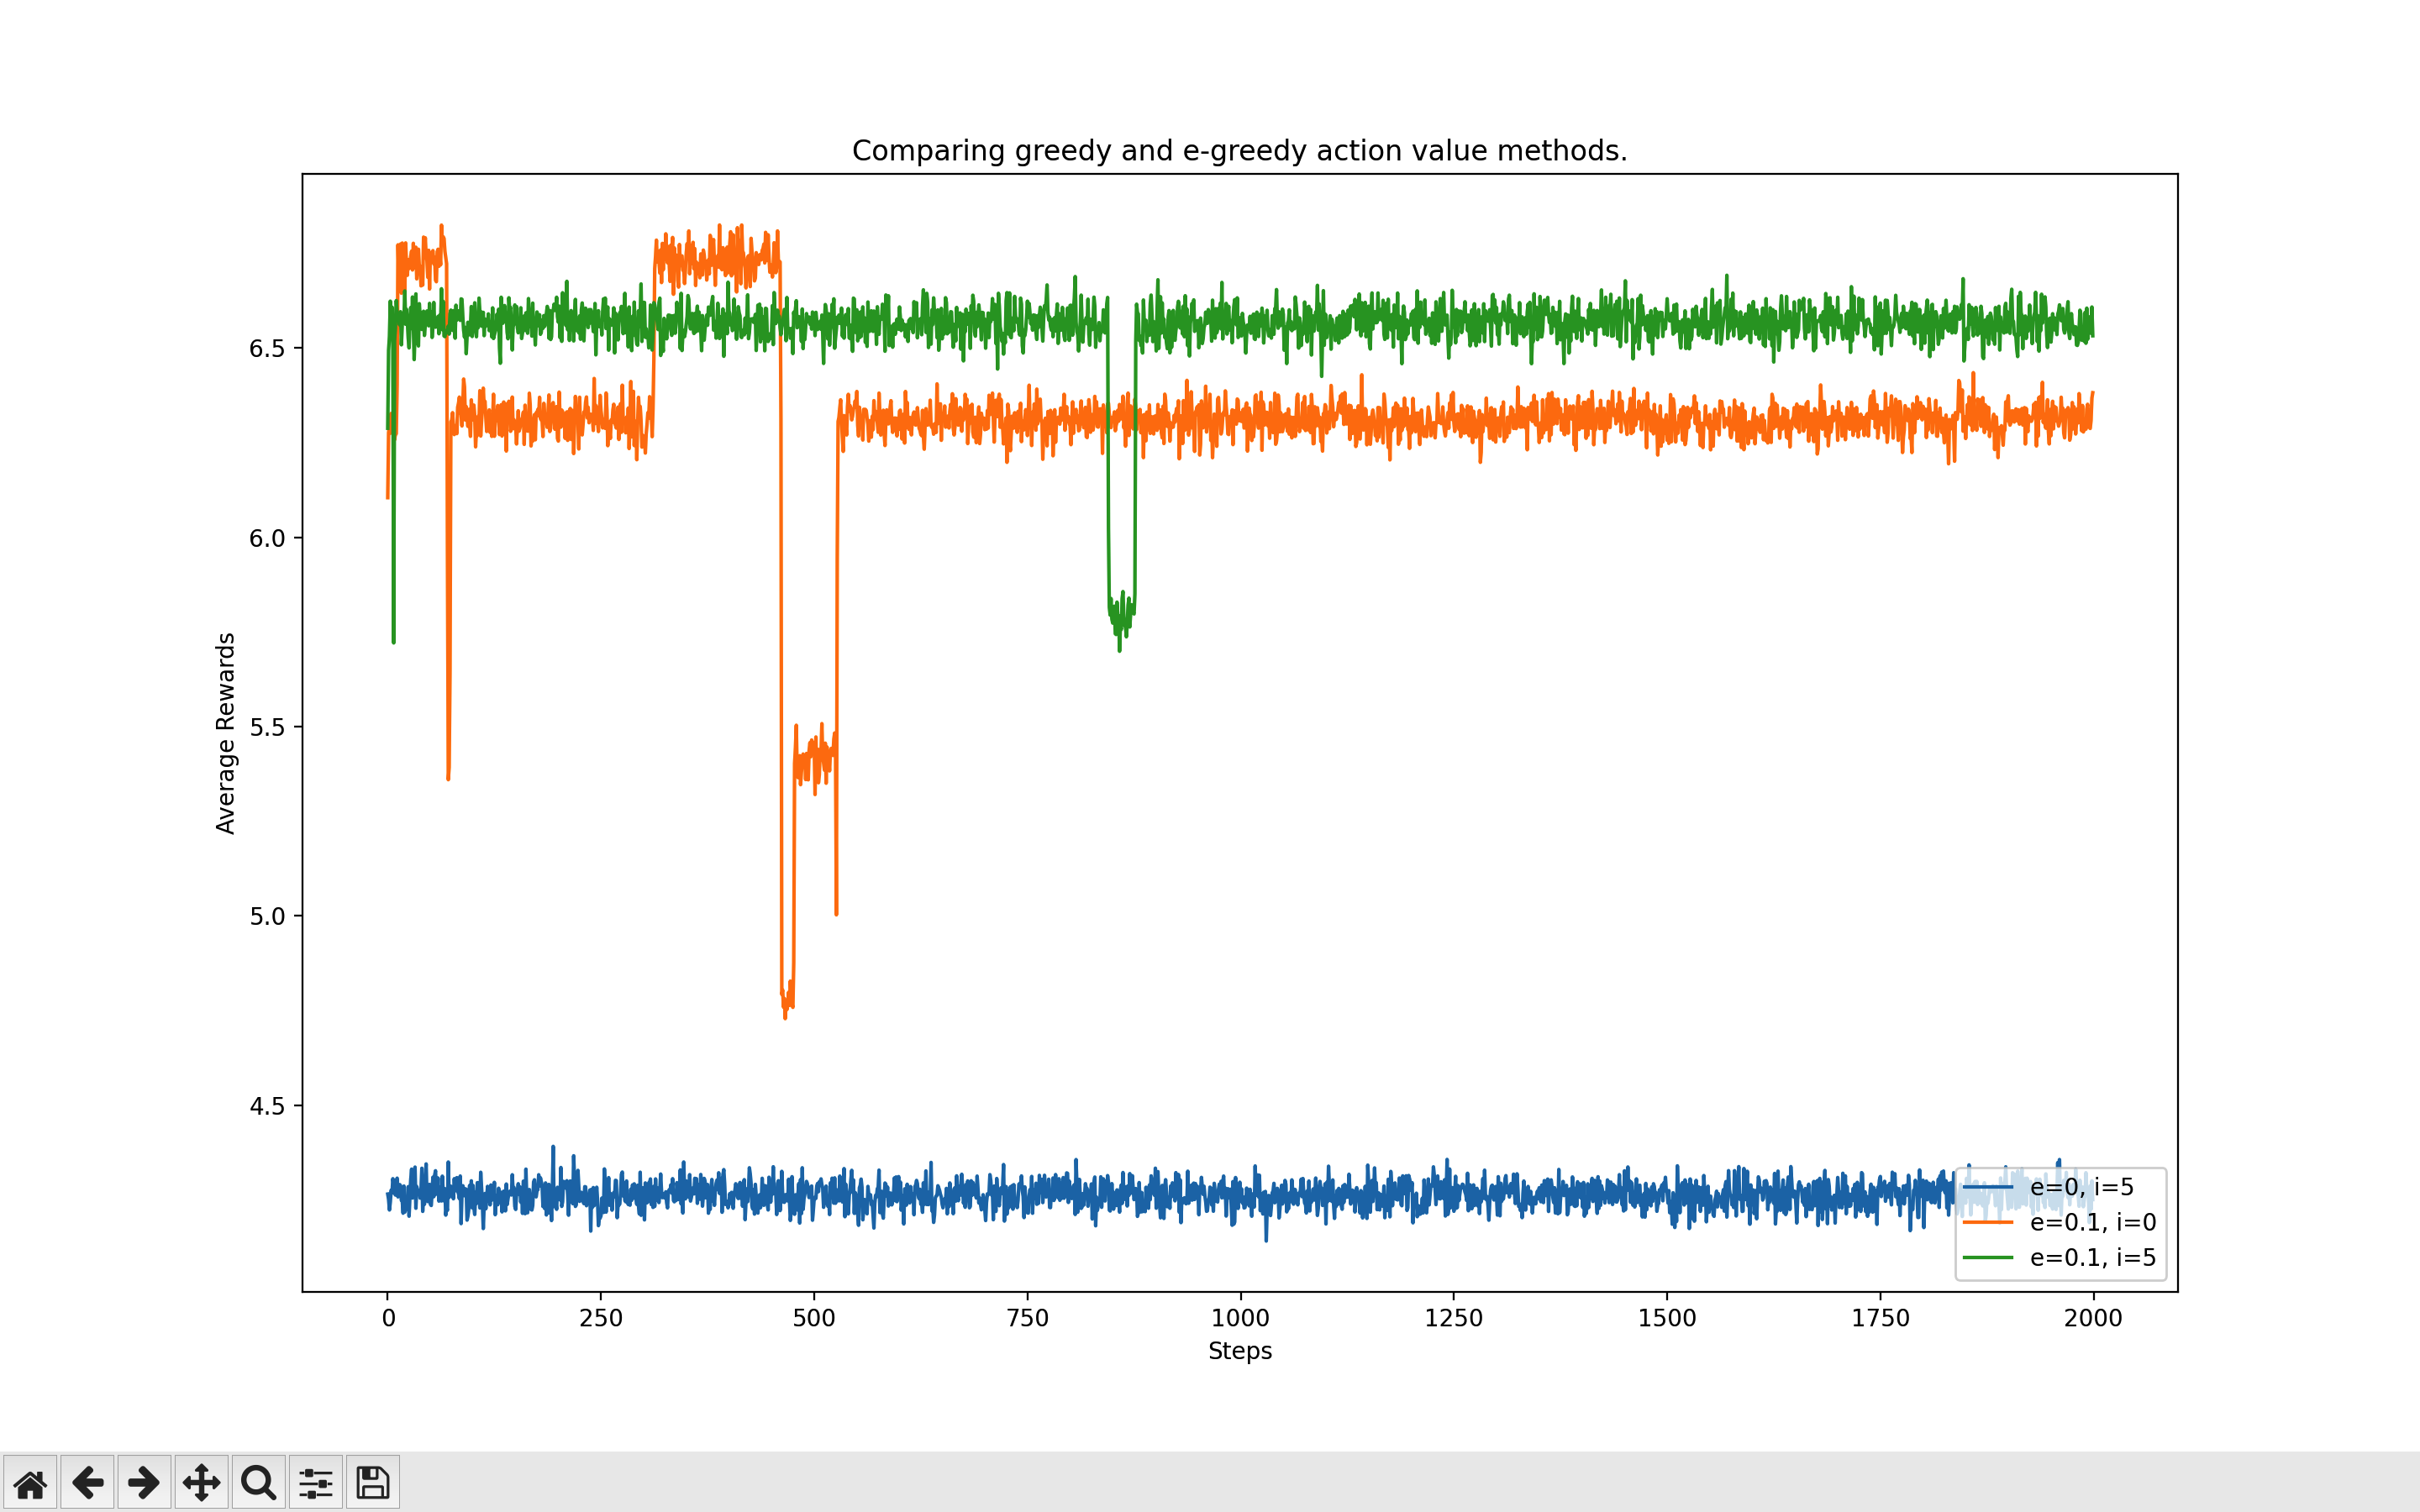 Comparing greedy and e-greedy action value methods.
6.5
6.0
5.5
5.0
4.5
Average Rewards
e=0, i=5
e=0.1, i=0
e=0.1, i=5
0 250 500 750 1000 1250 1500 1750 2000
Steps